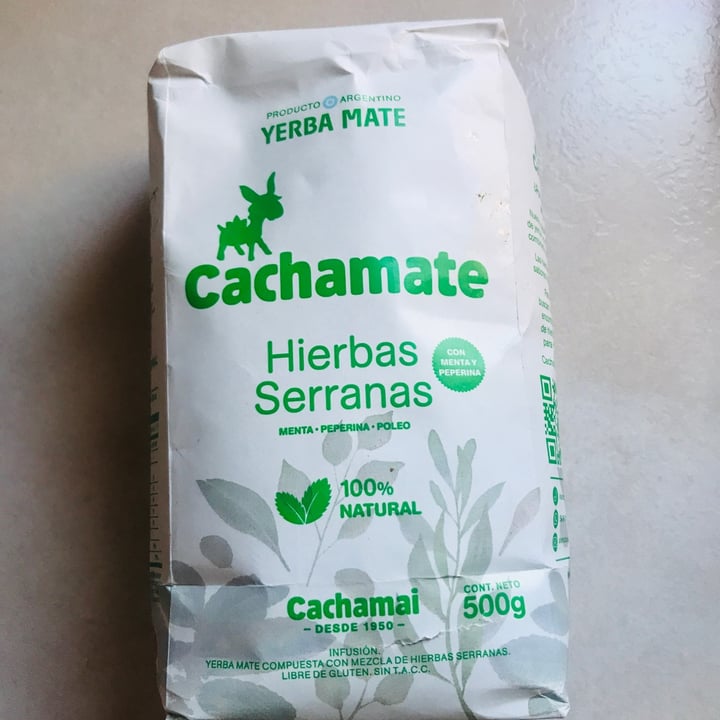 PRODUCTO ARGENTINO
YERBA MATE
Cachamate
Hierbas
Serranas
CON
MENTA Y
PEPERINA
MENTA • PEPERINA • POLEO
100%
NATURAL
Cachamai
– DESDE 1950 –
CONT. NETO
500g
INFUSIÓN.
YERBA MATE COMPUESTA CON MEZCLA DE HIERBAS SERRANAS.
LIBRE DE GLUTEN. SIN T.A.C.C.